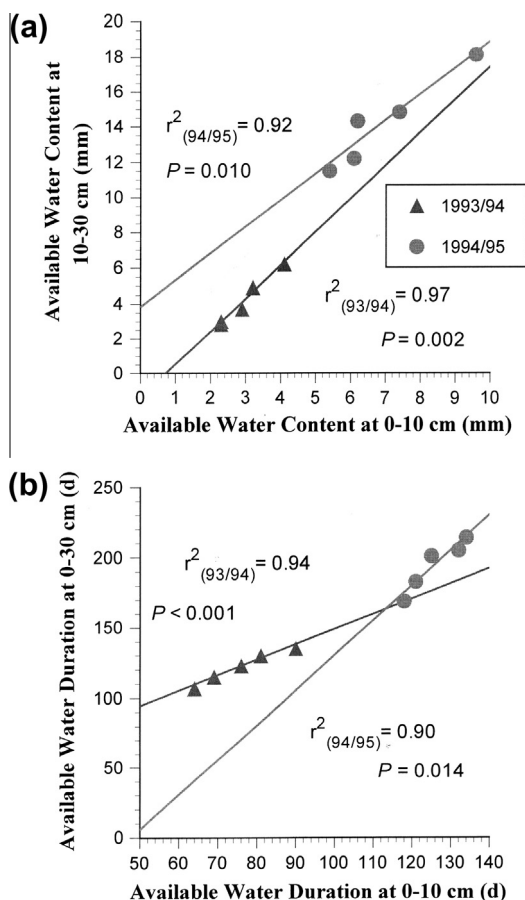 (a)
Available Water Content at
10-30 cm (mm)
20
18
16
14
12
10
8
6
4
2
0
r2 (94/95) = 0.92
P = 0.010
1993/94
1994/95
r2 (93/94) = 0.97
P = 0.002
0 1 2 3 4 5 6 7 8 9 10
Available Water Content at 0-10 cm (mm)
(b)
Available Water Duration at 0-30 cm (d)
250
200
150
100
50
0
r2 (93/94) = 0.94
P < 0.001
r2 (94/95) = 0.90
P = 0.014
50 60 70 80 90 100 110 120 130 140
Available Water Duration at 0-10 cm (d)